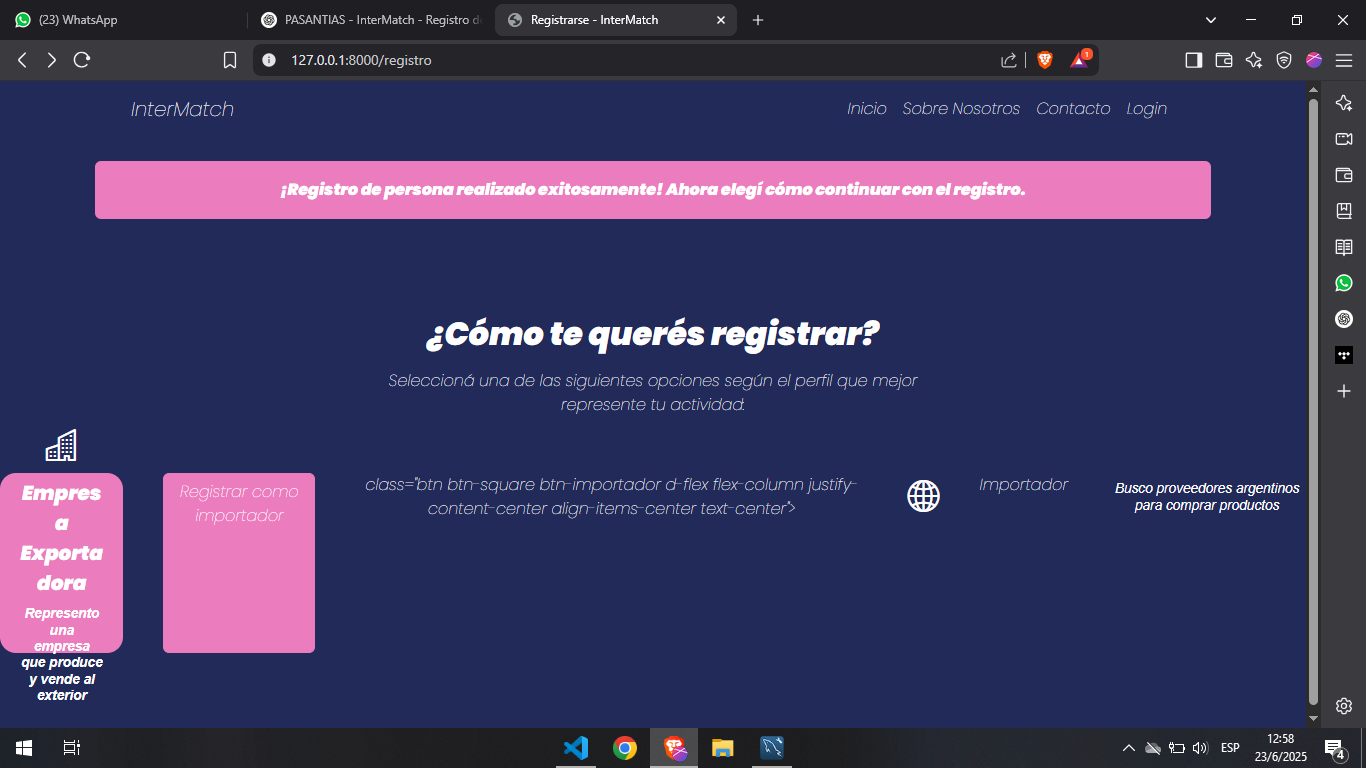 (23) WhatsApp
PASANTIAS - InterMatch - Registro d
Registrarse - InterMatch
127.0.0.1:8000/registro
1
InterMatch
Inicio Sobre Nosotros Contacto Login
¡Registro de persona realizado exitosamente! Ahora elegí cómo continuar con el registro.
¿Cómo te querés registrar?
Seleccioná una de las siguientes opciones según el perfil que mejor
represente tu actividad:
Empres
a
Exporta
dora
Represento
una
empresa
que produce
y vende al
exterior
Registrar como
importador
class="btn btn-square btn-importador d-flex flex-column justify-
content-center align-items-center text-center">
Importador
Busco proveedores argentinos
para comprar productos
ESP
12:58
23/6/2025
4